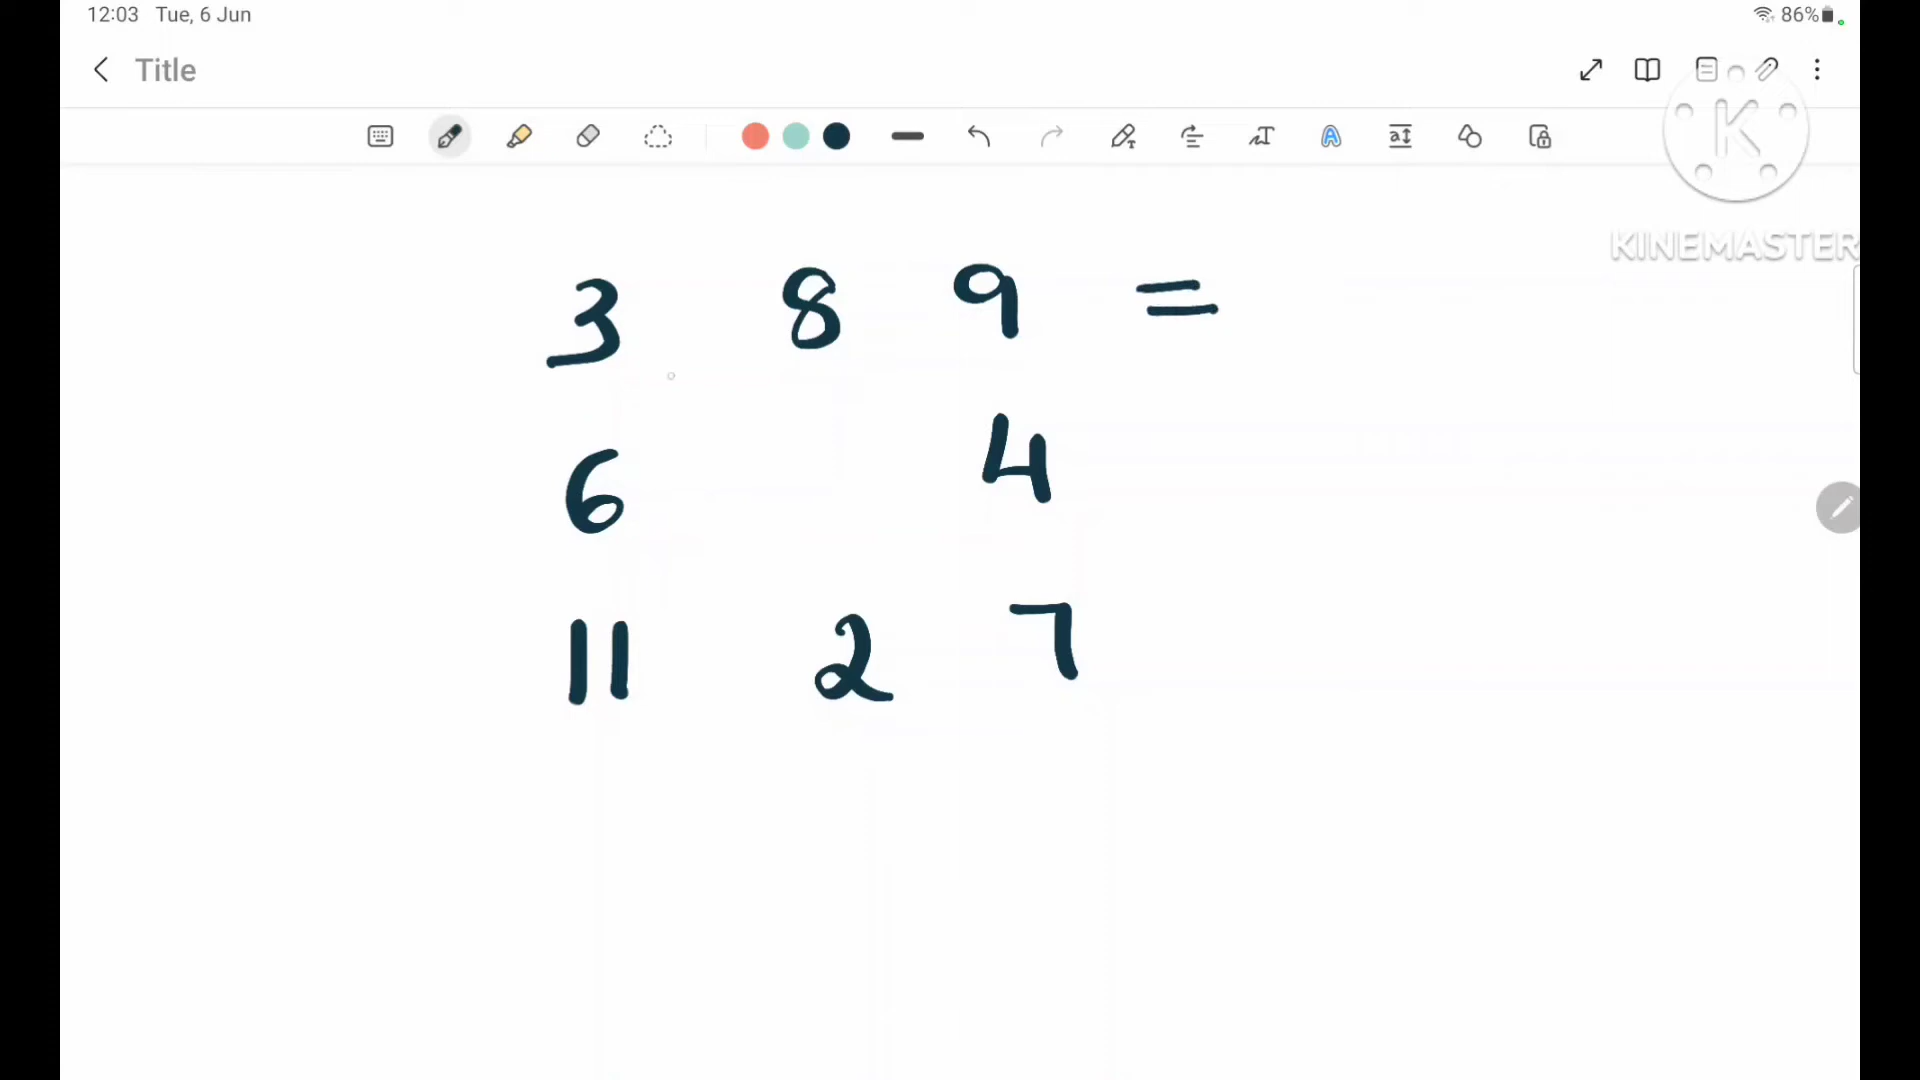 12:03 Tue, 6 Jun 86%
Title
K
KINEMASTER
3 8 9 =
6 4
11 2 7